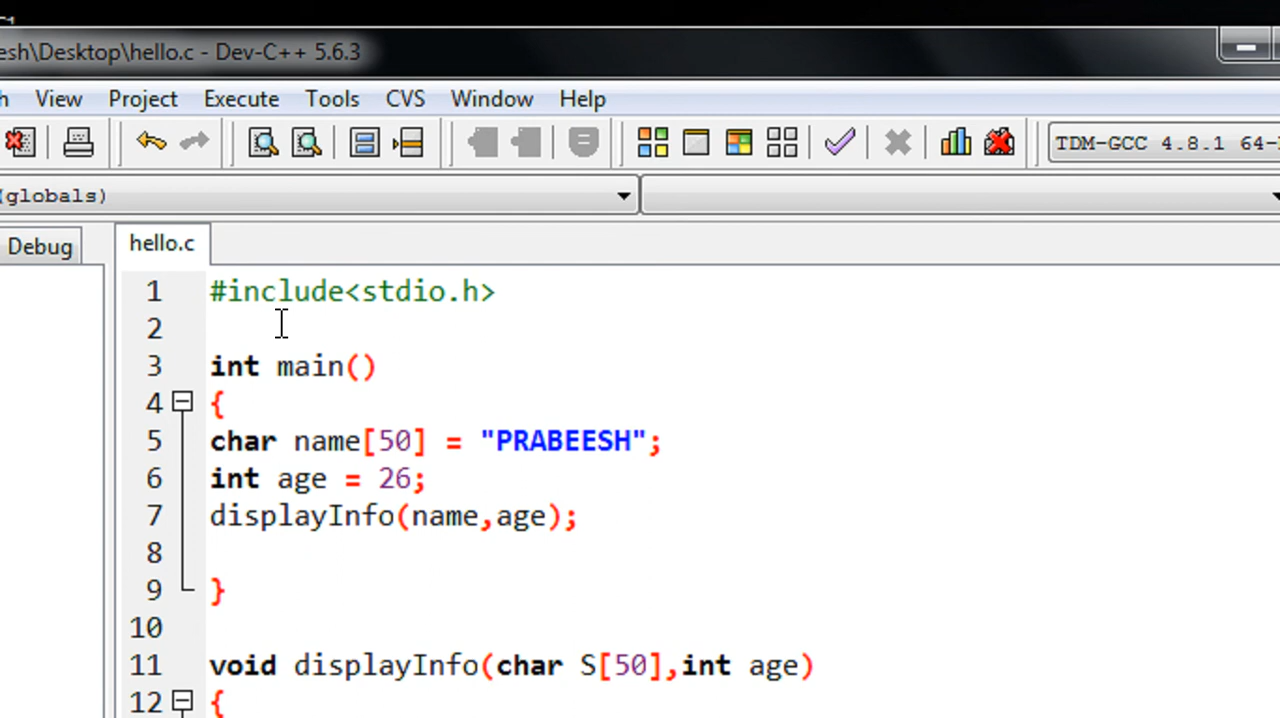 esh\Desktop\hello.c - Dev-C++ 5.6.3
h View Project Execute Tools CVS Window Help
TDM-GCC 4.8.1 64-
(globals)
Debug hello.c
1 #include<stdio.h>
2
3 int main()
4 {
5 char name[50] = "PRABEESH";
6 int age = 26;
7 displayInfo(name,age);
8
9 }
10
11 void displayInfo(char S[50],int age)
12 {